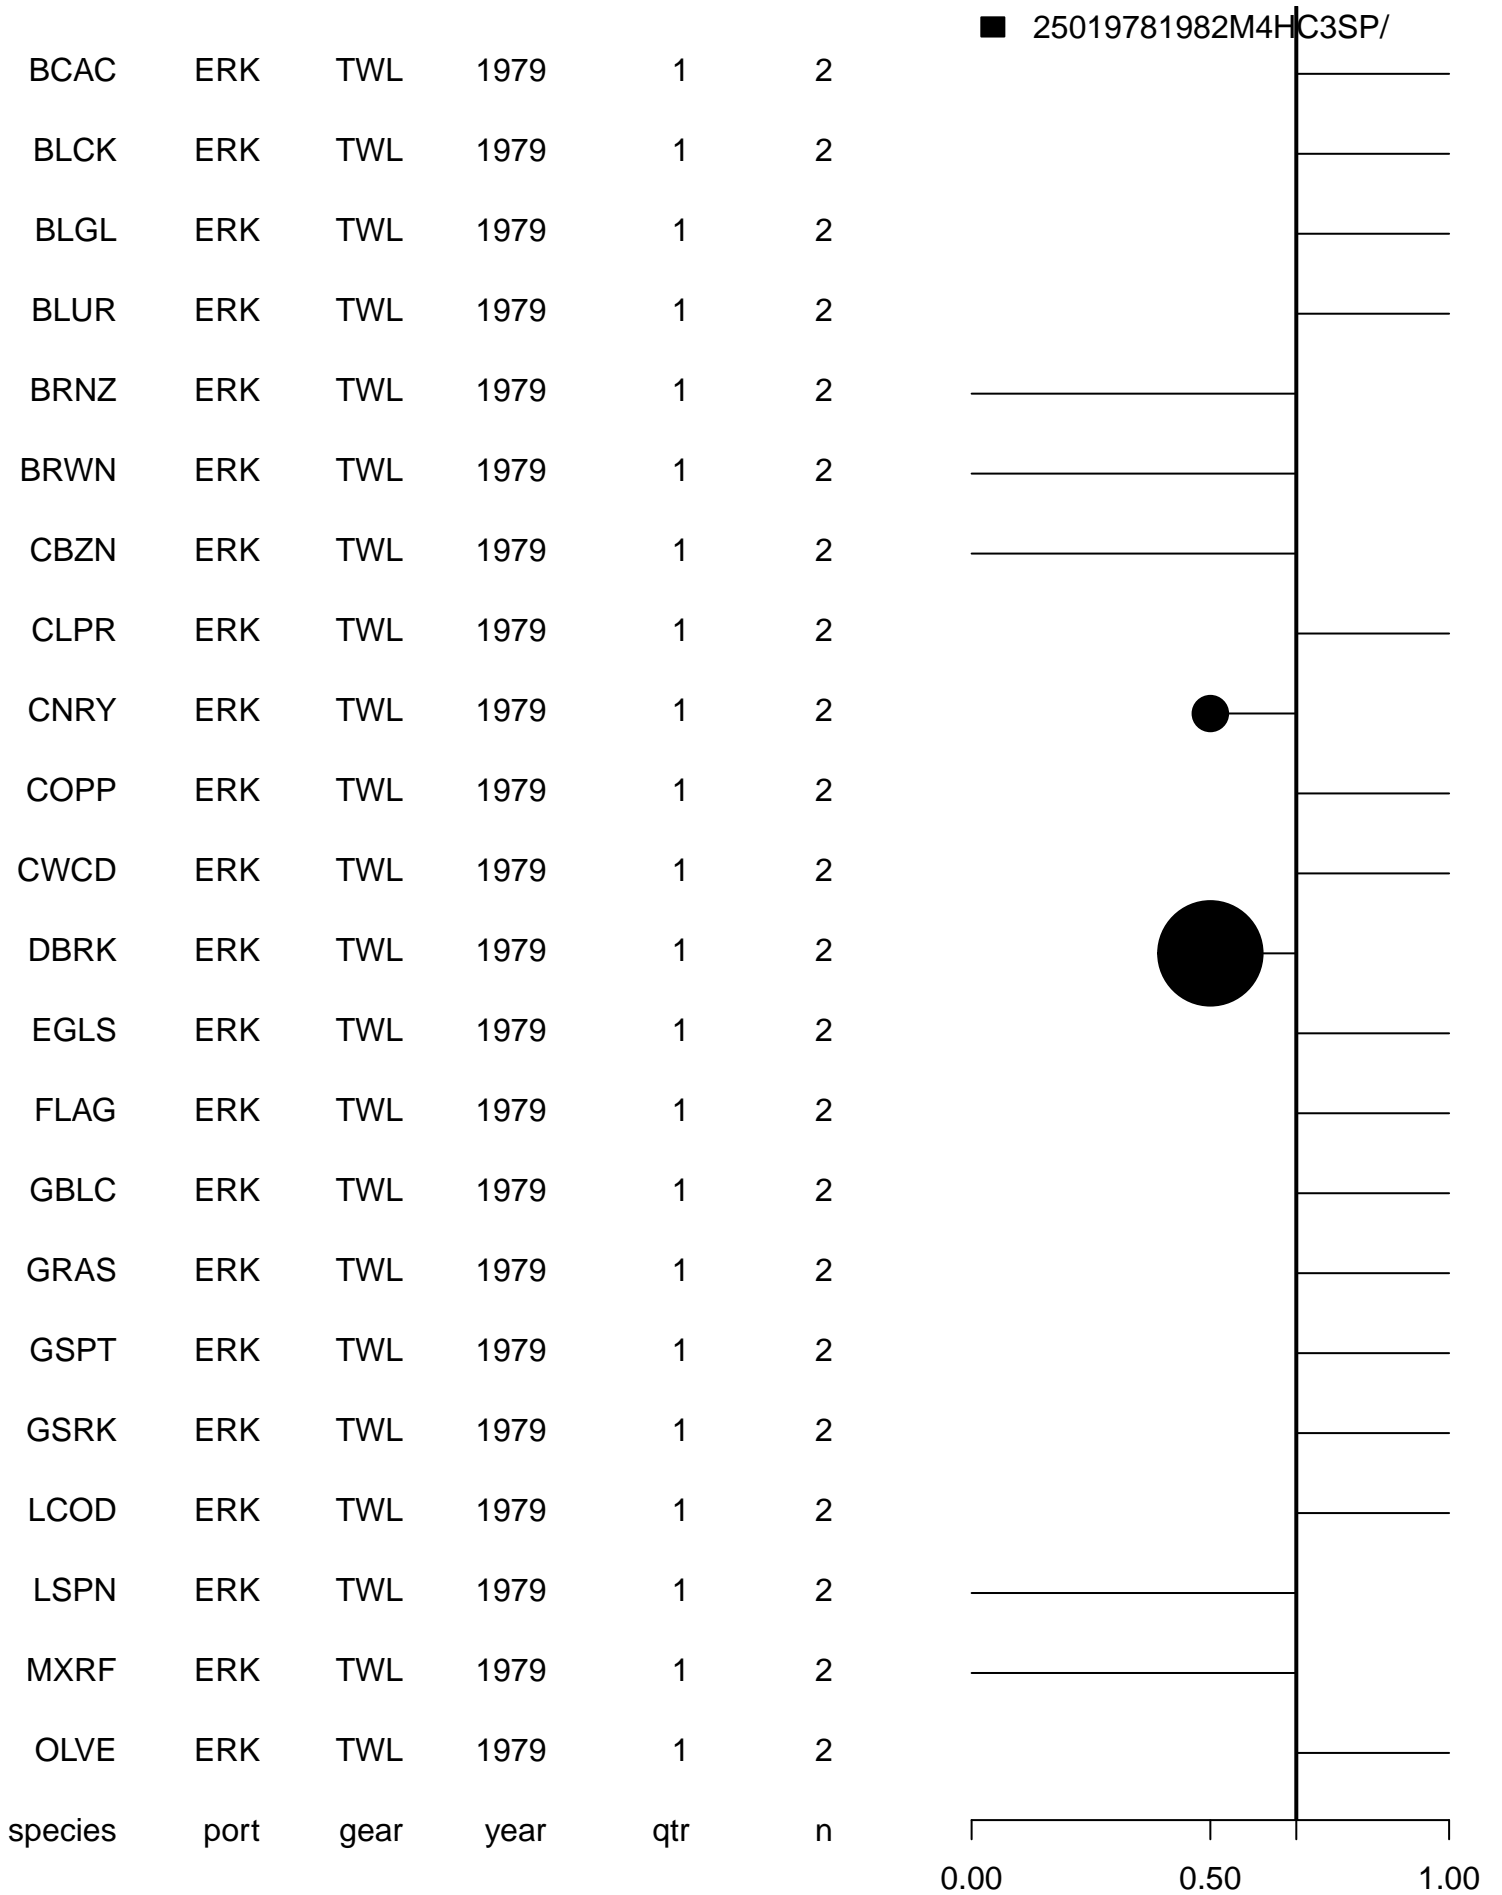 25019781982M4HC3SP/
BCAC ERK TWL 1979 1 2
BLCK ERK TWL 1979 1 2
BLGL ERK TWL 1979 1 2
BLUR ERK TWL 1979 1 2
BRNZ ERK TWL 1979 1 2
BRWN ERK TWL 1979 1 2
CBZN ERK TWL 1979 1 2
CLPR ERK TWL 1979 1 2
CNRY ERK TWL 1979 1 2
COPP ERK TWL 1979 1 2
CWCD ERK TWL 1979 1 2
DBRK ERK TWL 1979 1 2
EGLS ERK TWL 1979 1 2
FLAG ERK TWL 1979 1 2
GBLC ERK TWL 1979 1 2
GRAS ERK TWL 1979 1 2
GSPT ERK TWL 1979 1 2
GSRK ERK TWL 1979 1 2
LCOD ERK TWL 1979 1 2
LSPN ERK TWL 1979 1 2
MXRF ERK TWL 1979 1 2
OLVE ERK TWL 1979 1 2
species port gear year qtr n
0.00 0.50 1.00